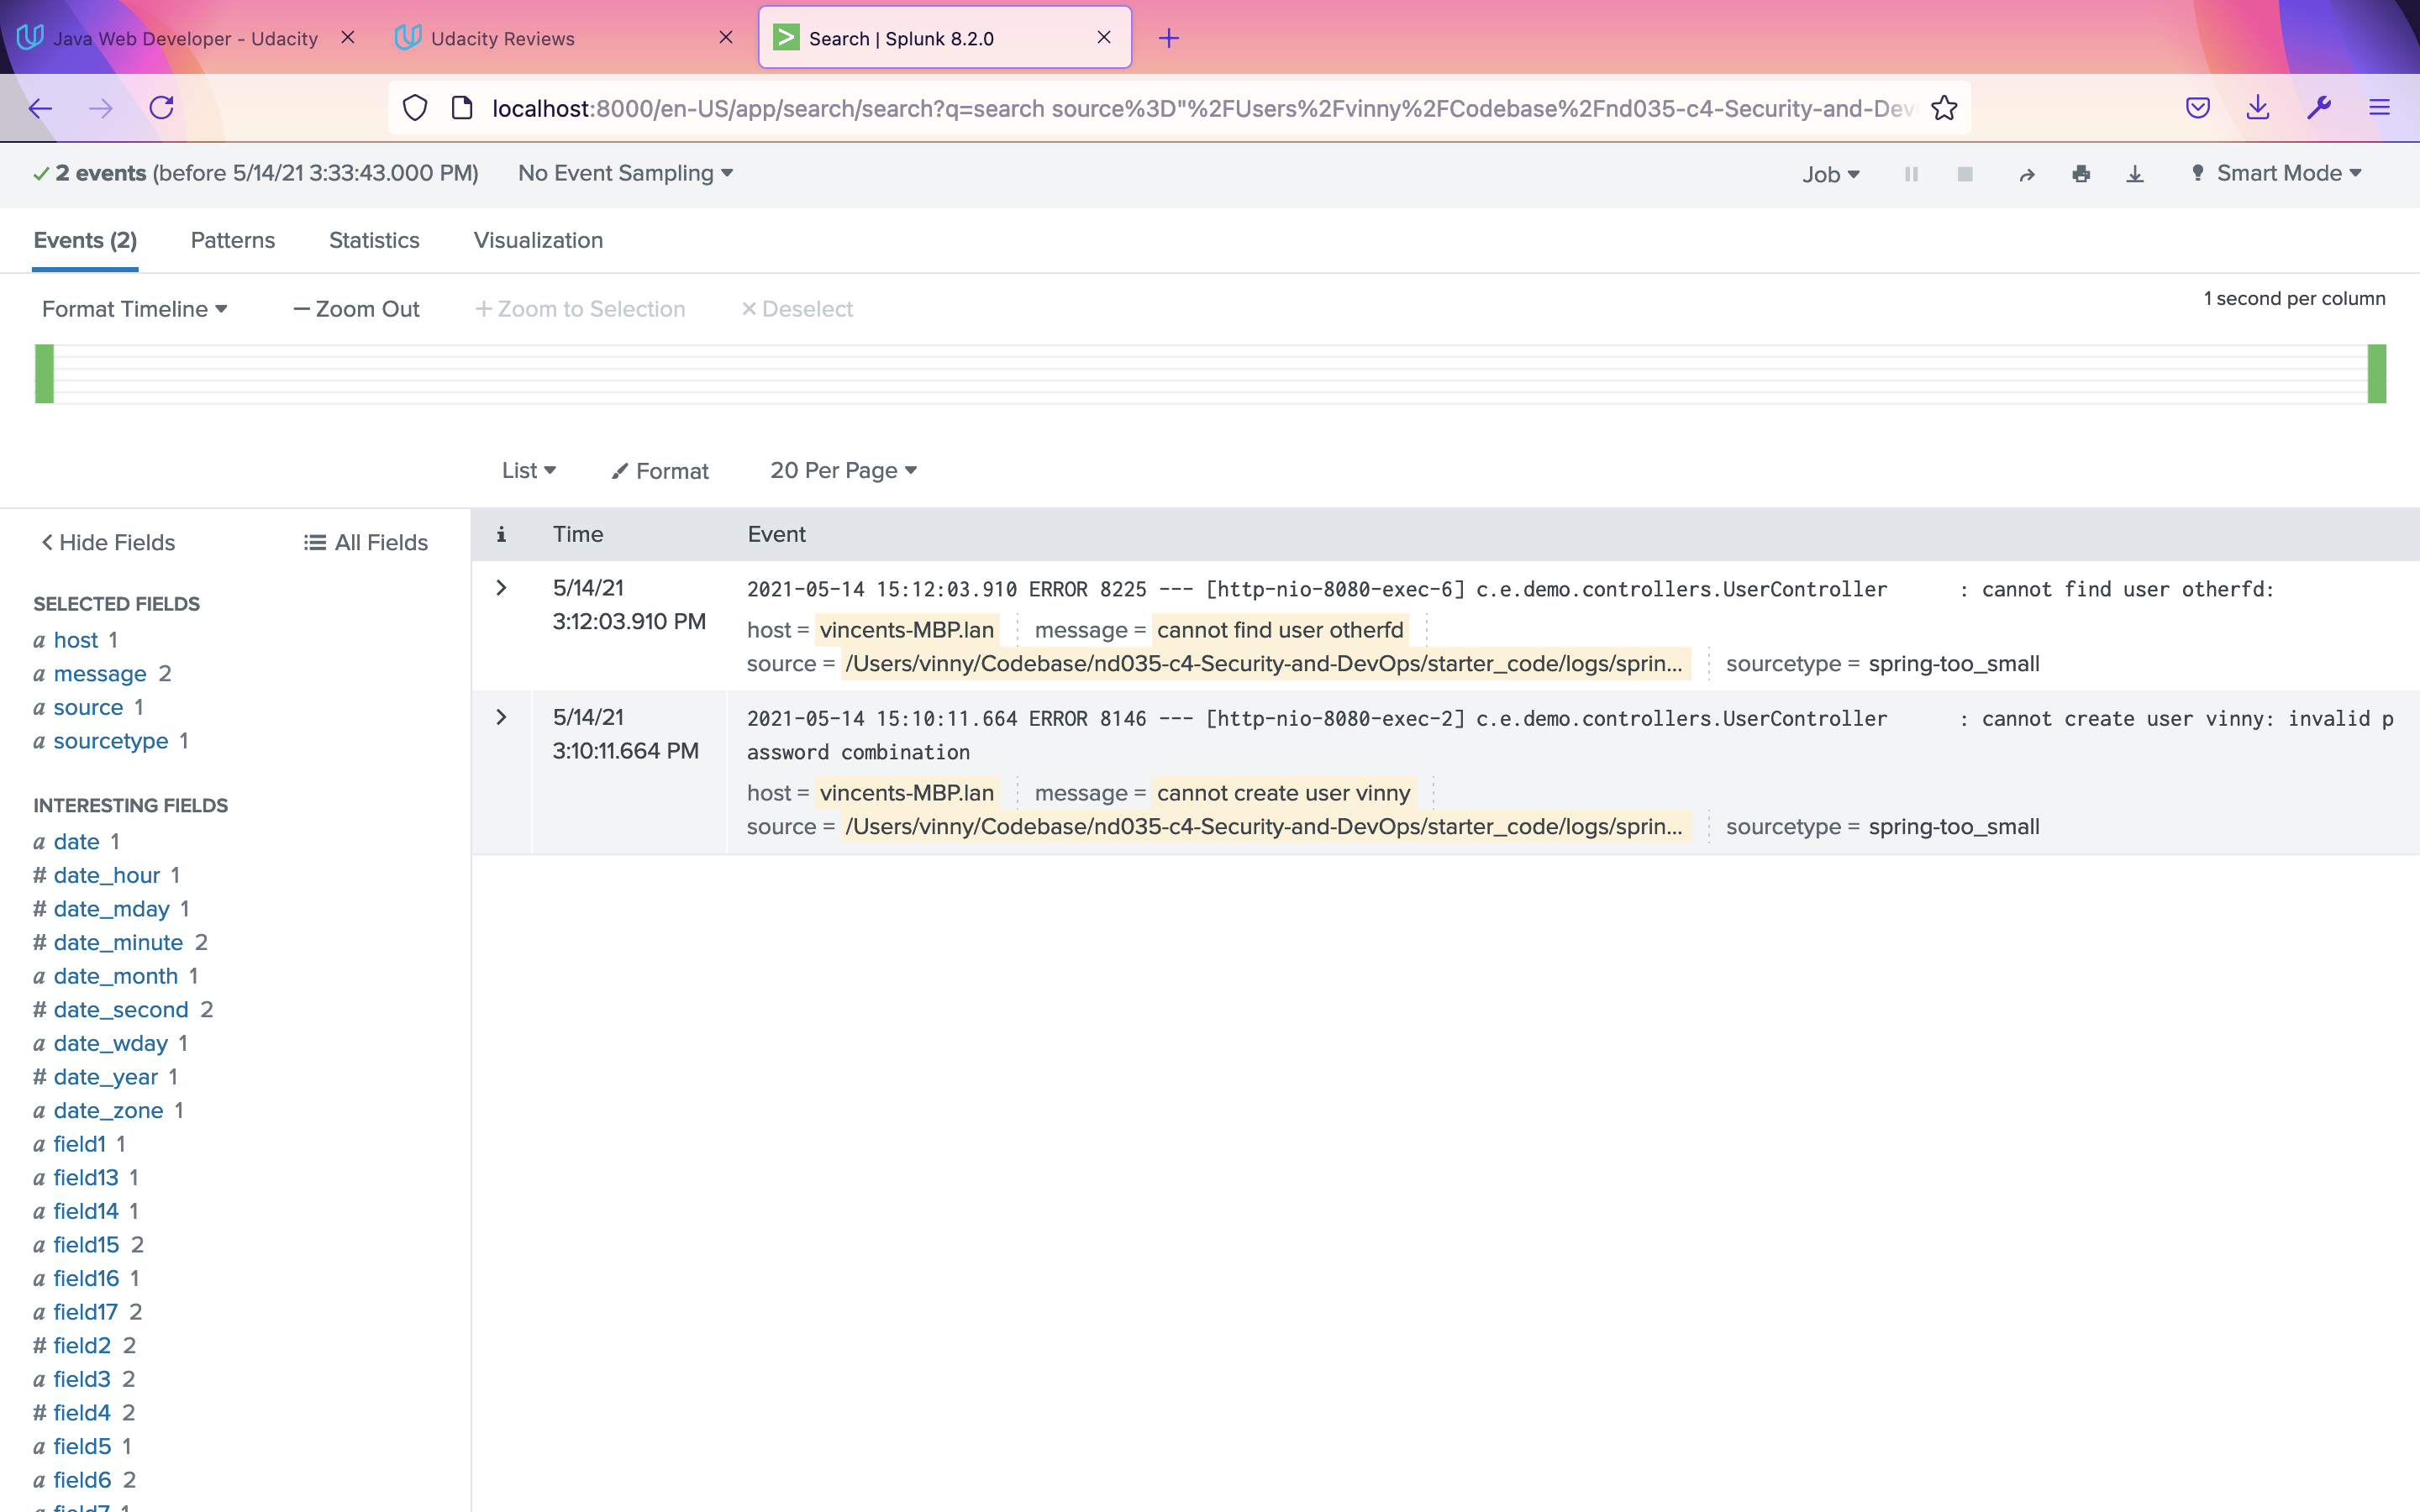 Java Web Developer - Udacity
Udacity Reviews
Search | Splunk 8.2.0
localhost:8000/en-US/app/search/search?q=search source%3D"%2FUsers%2Fvinny%2FCodebase%2Fnd035-c4-Security-and-Dev
2 events (before 5/14/21 3:33:43.000 PM)
No Event Sampling
Job
Smart Mode
Events (2)
Patterns
Statistics
Visualization
Format Timeline
— Zoom Out
+ Zoom to Selection
× Deselect
1 second per column
List
Format
20 Per Page
< Hide Fields
All Fields
SELECTED FIELDS
a host 1
a message 2
a source 1
a sourcetype 1
INTERESTING FIELDS
a date 1
# date_hour 1
# date_mday 1
# date_minute 2
a date_month 1
# date_second 2
a date_wday 1
# date_year 1
a date_zone 1
a field1 1
a field13 1
a field14 1
a field15 2
a field16 1
a field17 2
# field2 2
a field3 2
# field4 2
a field5 1
a field6 2
a field7 1
i Time Event
5/14/21
3:12:03.910 PM
2021-05-14 15:12:03.910 ERROR 8225 --- [http-nio-8080-exec-6] c.e.demo.controllers.UserController : cannot find user otherfd:
host = vincents-MBP.lan message = cannot find user otherfd
source = /Users/vinny/Codebase/nd035-c4-Security-and-DevOps/starter_code/logs/sprin... sourcetype = spring-too_small
5/14/21
3:10:11.664 PM
2021-05-14 15:10:11.664 ERROR 8146 --- [http-nio-8080-exec-2] c.e.demo.controllers.UserController : cannot create user vinny: invalid p
assword combination
host = vincents-MBP.lan message = cannot create user vinny
source = /Users/vinny/Codebase/nd035-c4-Security-and-DevOps/starter_code/logs/sprin... sourcetype = spring-too_small